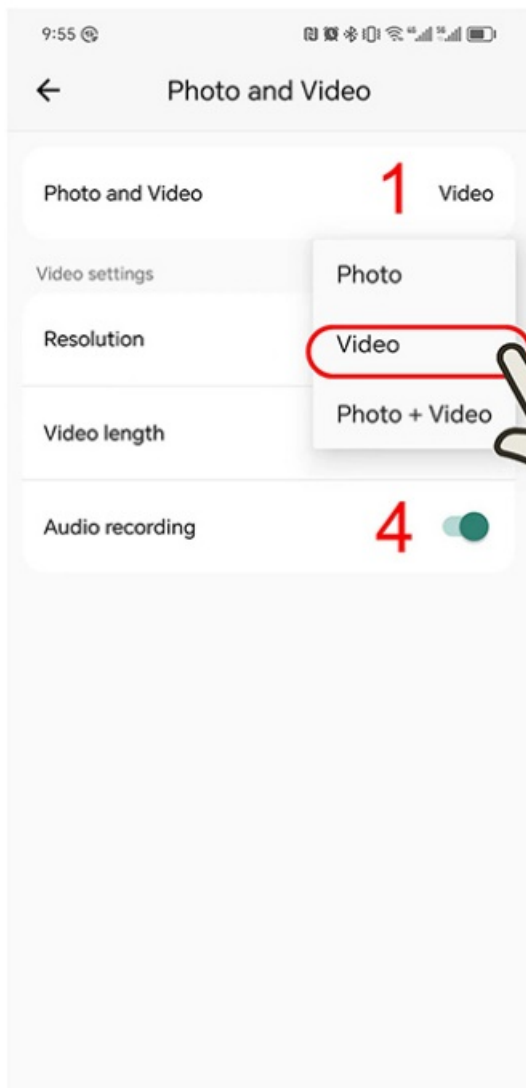 9:55
Photo and Video
Photo and Video 1 Video
Video settings
Photo
Resolution
Video
Photo + Video
Video length
Audio recording 4